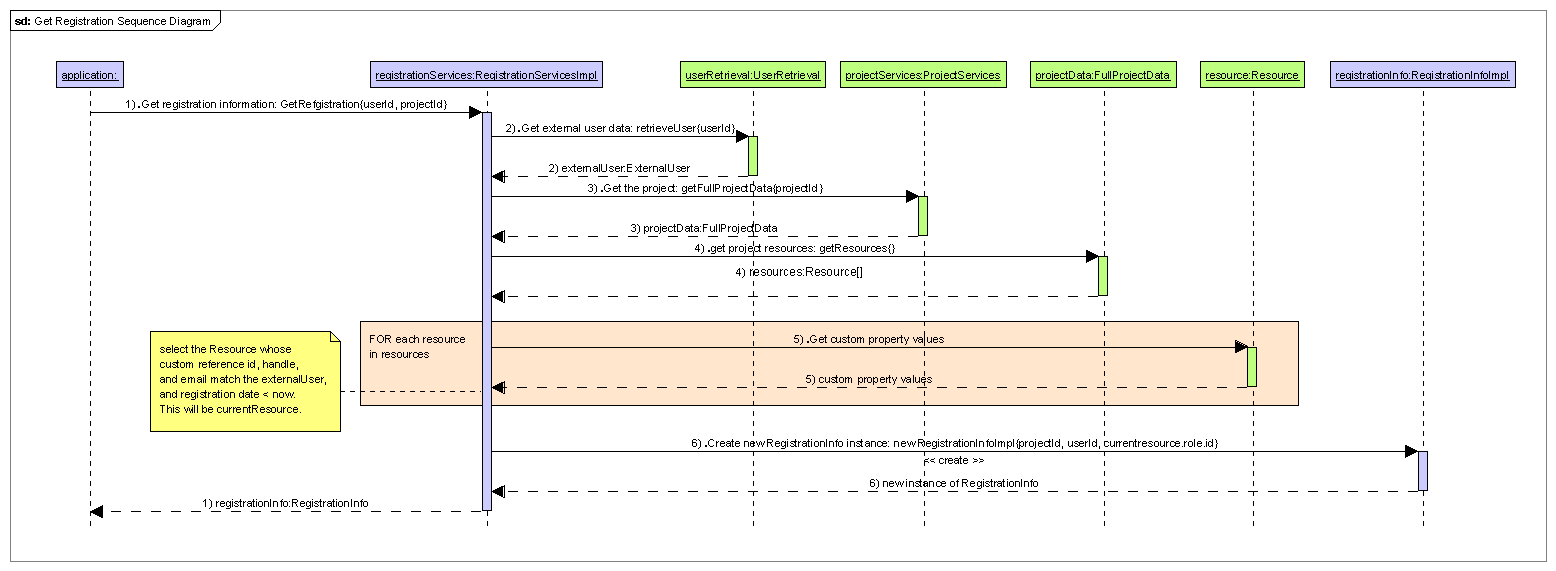 sd: Get Registration Sequence Diagram
application:
registrationServices:RegistrationServicesImpl
userRetrieval:UserRetrieval
projectServices:ProjectServices
projectData:FullProjectData
resource:Resource
registrationInfo:RegistrationInfoImpl
1) .Get registration information: GetRefgistration{userId, projectId}
2) .Get external user data: retrieveUser{userId}
2) externalUser:ExternalUser
3) .Get the project: getFullProjectData{projectId}
3) projectData:FullProjectData
4) .get project resources: getResources{}
4) resources:Resource[]
FOR each resource
in resources
5) .Get custom property values
select the Resource whose
custom reference id, handle,
and email match the externalUser,
and registration date < now.
This will be currentResource.
5) custom property values
6) .Create new RegistrationInfo instance: new RegistrationInfoImpl{projectId, userId, currentresource.role.id}
<< create >>
6) new instance of RegistrationInfo
1) registrationInfo:RegistrationInfo